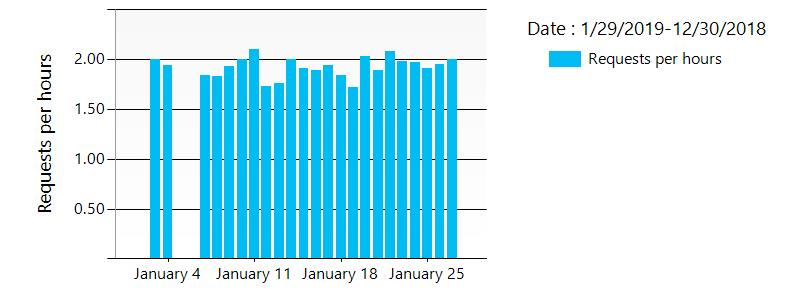 Date : 1/29/2019-12/30/2018
Requests per hours
Requests per hours
2.00
1.50
1.00
0.50
January 4 January 11 January 18 January 25